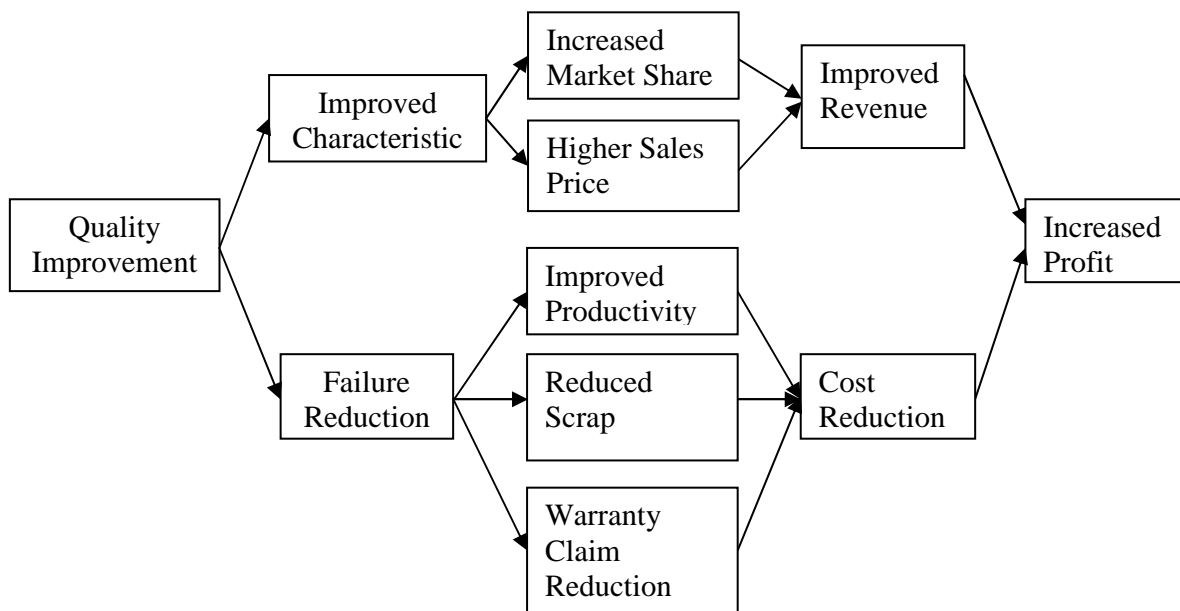 Increased
Market Share
Improved
Characteristic
Improved
Revenue
Higher Sales
Price
Quality
Improvement
Increased
Profit
Improved
Productivity
Failure
Reduction
Reduced
Scrap
Cost
Reduction
Warranty
Claim
Reduction